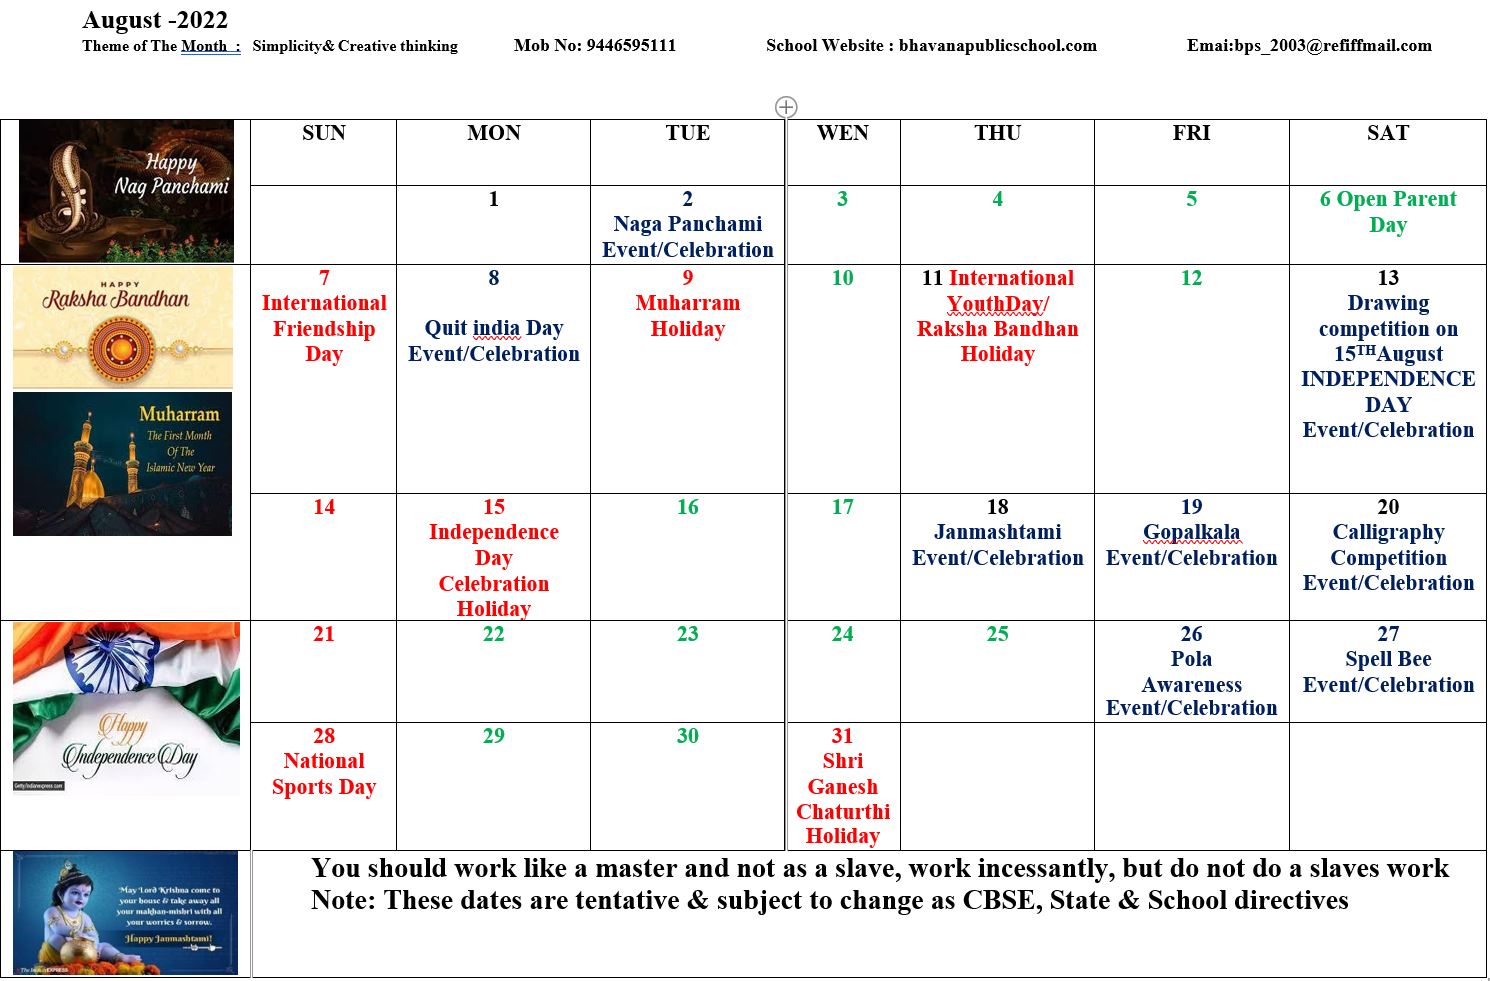 August -2022
Theme of The Month : Simplicity& Creative thinking Mob No: 9446595111 School Website : bhavanapublicschool.com Emai:bps_2003@refiffmail.com
Happy
Nag Panchami
SUN MON TUE WEN THU FRI SAT
1
2
Naga Panchami
Event/Celebration
3
4
5
6 Open Parent
Day
HAPPY
Raksha Bandhan
Muharram
The First Month
Of The
Islamic New Year
7
International
Friendship
Day
8
Quit india Day
Event/Celebration
9
Muharram
Holiday
10
11 International
YouthDay/
Raksha Bandhan
Holiday
12
13
Drawing
competition on
15THAugust
INDEPENDENCE
DAY
Event/Celebration
14
15
Independence
Day
Celebration
Holiday
16
17
18
Janmashtami
Event/Celebration
19
Gopalkala
Event/Celebration
20
Calligraphy
Competition
Event/Celebration
Happy
Independence Day
Getty/indianexpress.com
21
22
23
24
25
26
Pola
Awareness
Event/Celebration
27
Spell Bee
Event/Celebration
28
National
Sports Day
29
30
31
Shri
Ganesh
Chaturthi
Holiday
May Lord Krishna come to
your house & take away all
your makhan-mishri with all
your worries & sorrow.
Happy Janmashtami!
The Indian EXPRESS
You should work like a master and not as a slave, work incessantly, but do not do a slaves work
Note: These dates are tentative & subject to change as CBSE, State & School directives